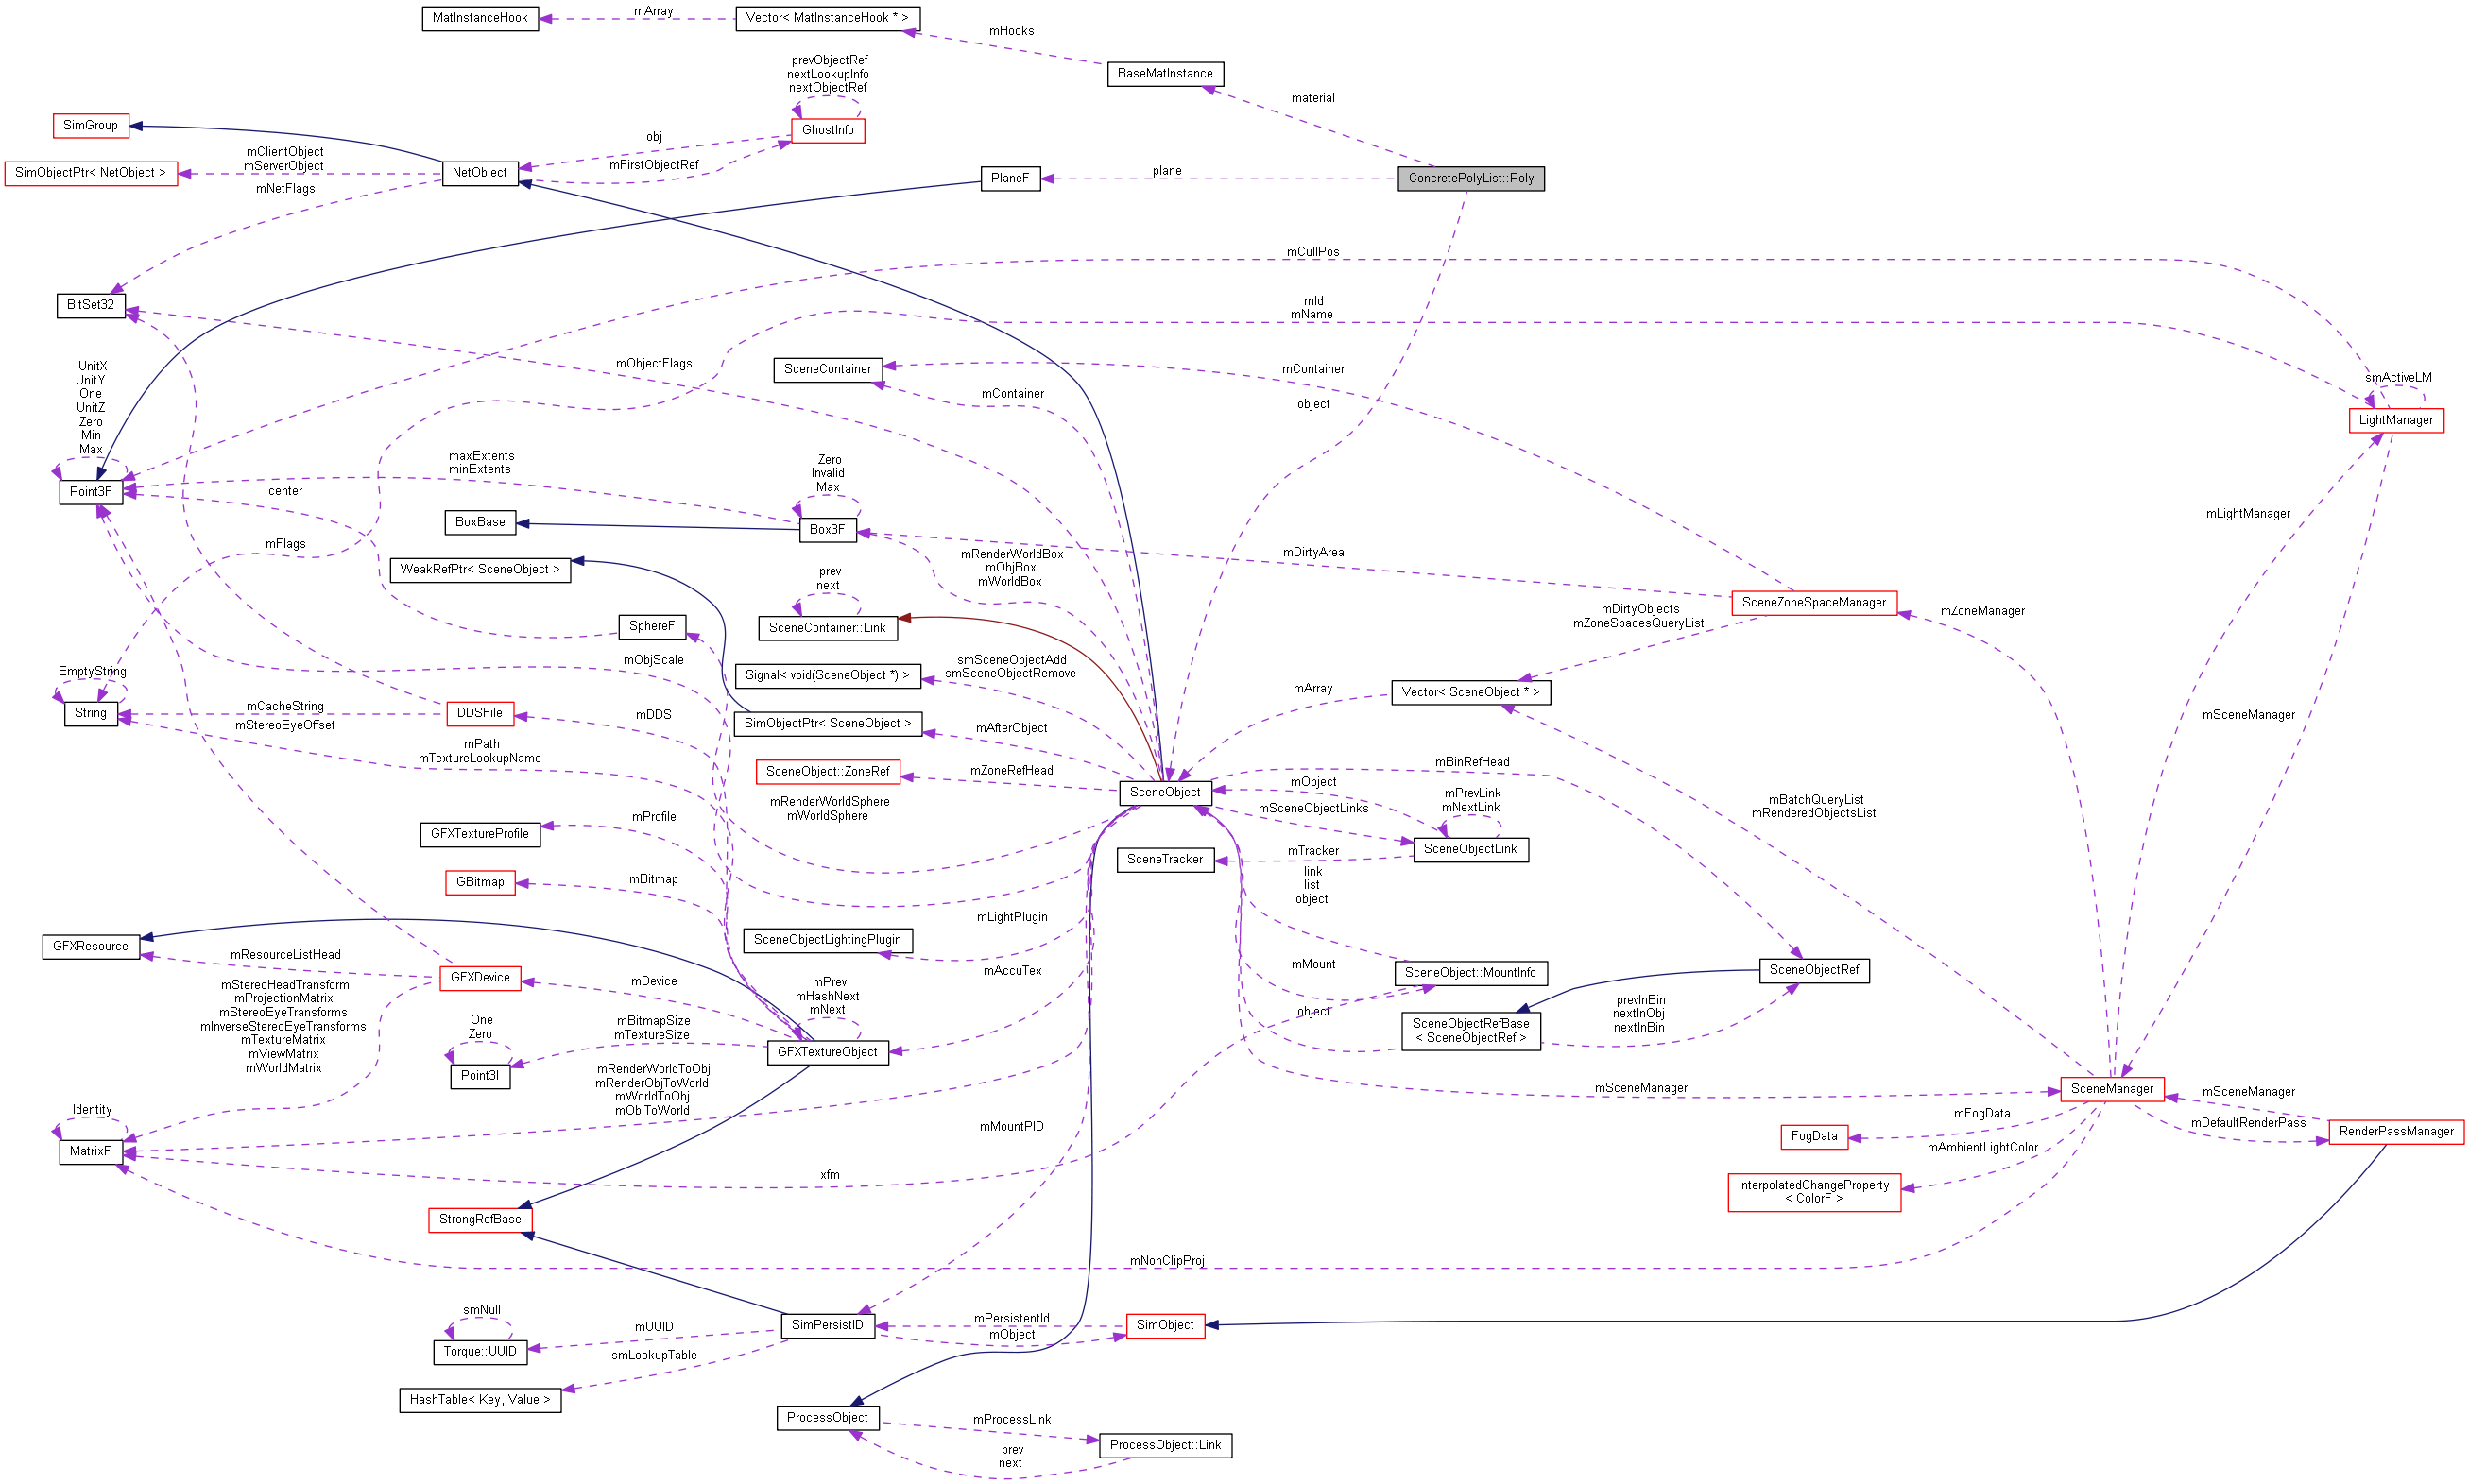 MatInstanceHook
mArray
Vector< MatInstanceHook * >
mHooks
BaseMatInstance
prevObjectRef
nextLookupInfo
nextObjectRef
material
SimGroup
GhostInfo
obj
mClientObject
mServerObject
mFirstObjectRef
SimObjectPtr< NetObject >
NetObject
PlaneF
plane
ConcretePolyList::Poly
mNetFlags
mCullPos
BitSet32
mId
mName
UnitX
UnitY
One
UnitZ
Zero
Min
Max
mObjectFlags
SceneContainer
mContainer
mContainer
object
smActiveLM
LightManager
maxExtents
minExtents
Zero
Invalid
Max
Point3F
center
BoxBase
Box3F
mLightManager
mFlags
WeakRefPtr< SceneObject >
mRenderWorldBox
mObjBox
mWorldBox
mDirtyArea
prev
next
SceneContainer::Link
SphereF
SceneZoneSpaceManager
mDirtyObjects
mZoneSpacesQueryList
mZoneManager
EmptyString
mObjScale
Signal< void(SceneObject *) >
smSceneObjectAdd
smSceneObjectRemove
mArray
Vector< SceneObject * >
String
mCacheString
mStereoEyeOffset
DDSFile
mDDS
SimObjectPtr< SceneObject >
mAfterObject
mSceneManager
mPath
mTextureLookupName
SceneObject::ZoneRef
mZoneRefHead
SceneObject
mBinRefHead
mObject
mPrevLink
mNextLink
mSceneObjectLinks
mRenderWorldSphere
mWorldSphere
mBatchQueryList
mRenderedObjectsList
GFXTextureProfile
mProfile
SceneTracker
mTracker
SceneObjectLink
GBitmap
mBitmap
link
list
object
GFXResource
mLightPlugin
SceneObjectLightingPlugin
mResourceListHead
GFXDevice
mDevice
mPrev
mHashNext
mNext
mAccuTex
mMount
SceneObject::MountInfo
SceneObjectRef
mStereoHeadTransform
mProjectionMatrix
mStereoEyeTransforms
mInverseStereoEyeTransforms
mTextureMatrix
mViewMatrix
mWorldMatrix
One
Zero
mBitmapSize
mTextureSize
object
SceneObjectRefBase
< SceneObjectRef >
prevInBin
nextInObj
nextInBin
GFXTextureObject
Point3I
mRenderWorldToObj
mRenderObjToWorld
mWorldToObj
mObjToWorld
mSceneManager
SceneManager
mSceneManager
Identity
mFogData
mDefaultRenderPass
MatrixF
mMountPID
FogData
RenderPassManager
mAmbientLightColor
xfm
InterpolatedChangeProperty
< ColorF >
StrongRefBase
mNonClipProj
smNull
mUUID
SimPersistID
mPersistentId
mObject
SimObject
Torque::UUID
smLookupTable
HashTable< Key, Value >
ProcessObject
mProcessLink
prev
next
ProcessObject::Link